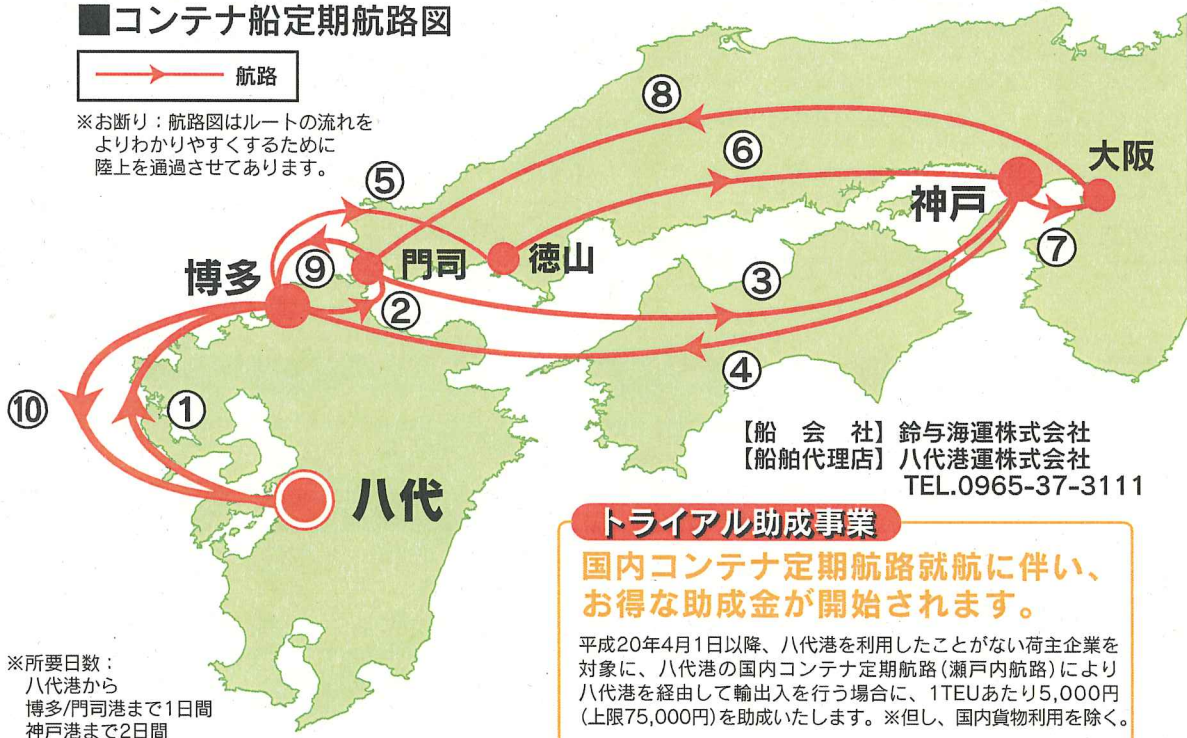 ■コンテナ船定期航路図
航路
※お断り：航路図はルートの流れを
よりわかりやすくするために
陸上を通過させてあります。
⑧
⑥
大阪
⑤
神戸
⑦
博多
⑨
門司
徳山
③
②
④
⑩
①
八代
【船　会　社】鈴与海運株式会社
【船舶代理店】八代港運株式会社
TEL.0965-37-3111
トライアル助成事業
国内コンテナ定期航路就航に伴い、
お得な助成金が開始されます。
平成20年4月1日以降、八代港を利用したことがない荷主企業を
対象に、八代港の国内コンテナ定期航路(瀬戸内航路)により
八代港を経由して輸出入を行う場合に、1TEUあたり5,000円
(上限75,000円)を助成いたします。※但し、国内貨物利用を除く。
※所要日数：
八代港から
博多/門司港まで1日間
神戸港まで2日間